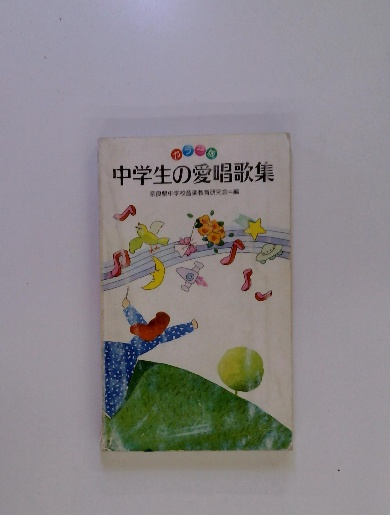 カラー版
中学生の愛唱歌集
奈良県中学校音楽教育研究会=編